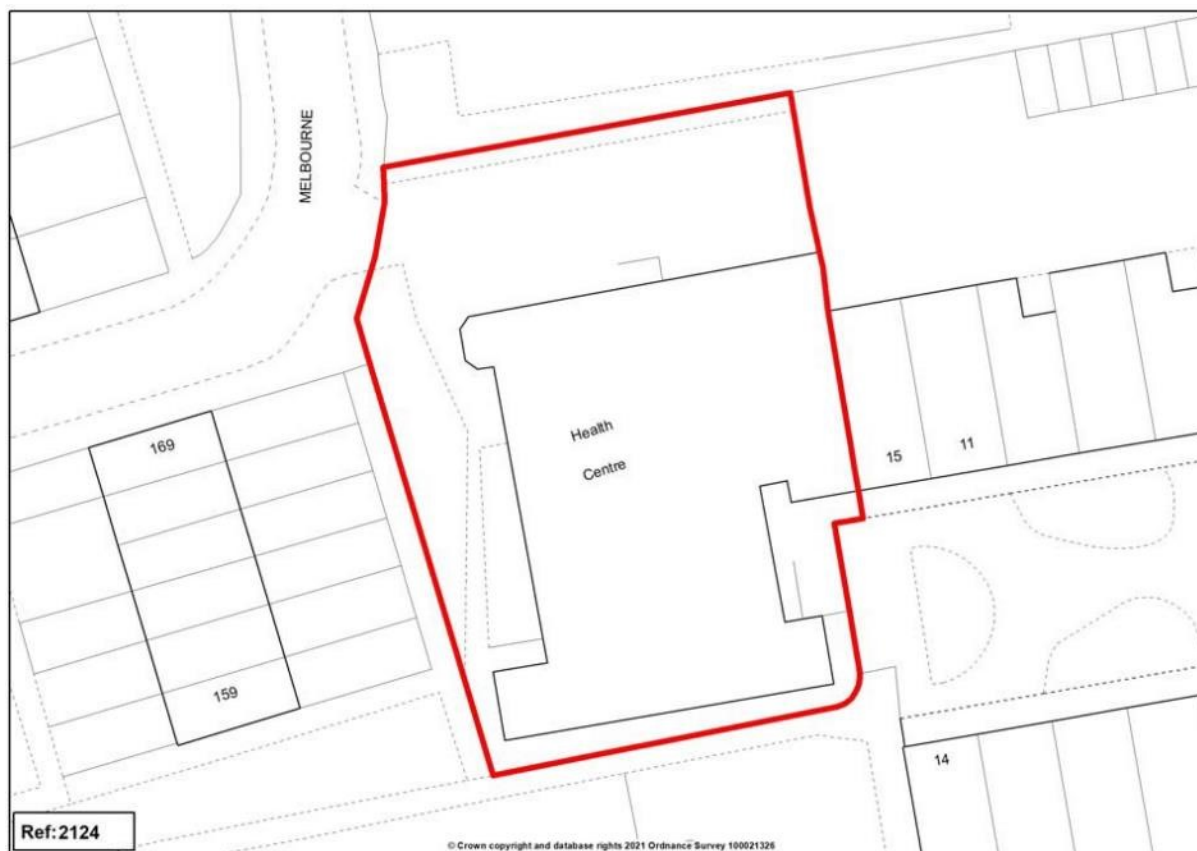 MELBOURNE
169
Health
Centre
15
11
159
14
Ref:2124
© Crown copyright and database rights 2021 Ordnance Survey 100021326